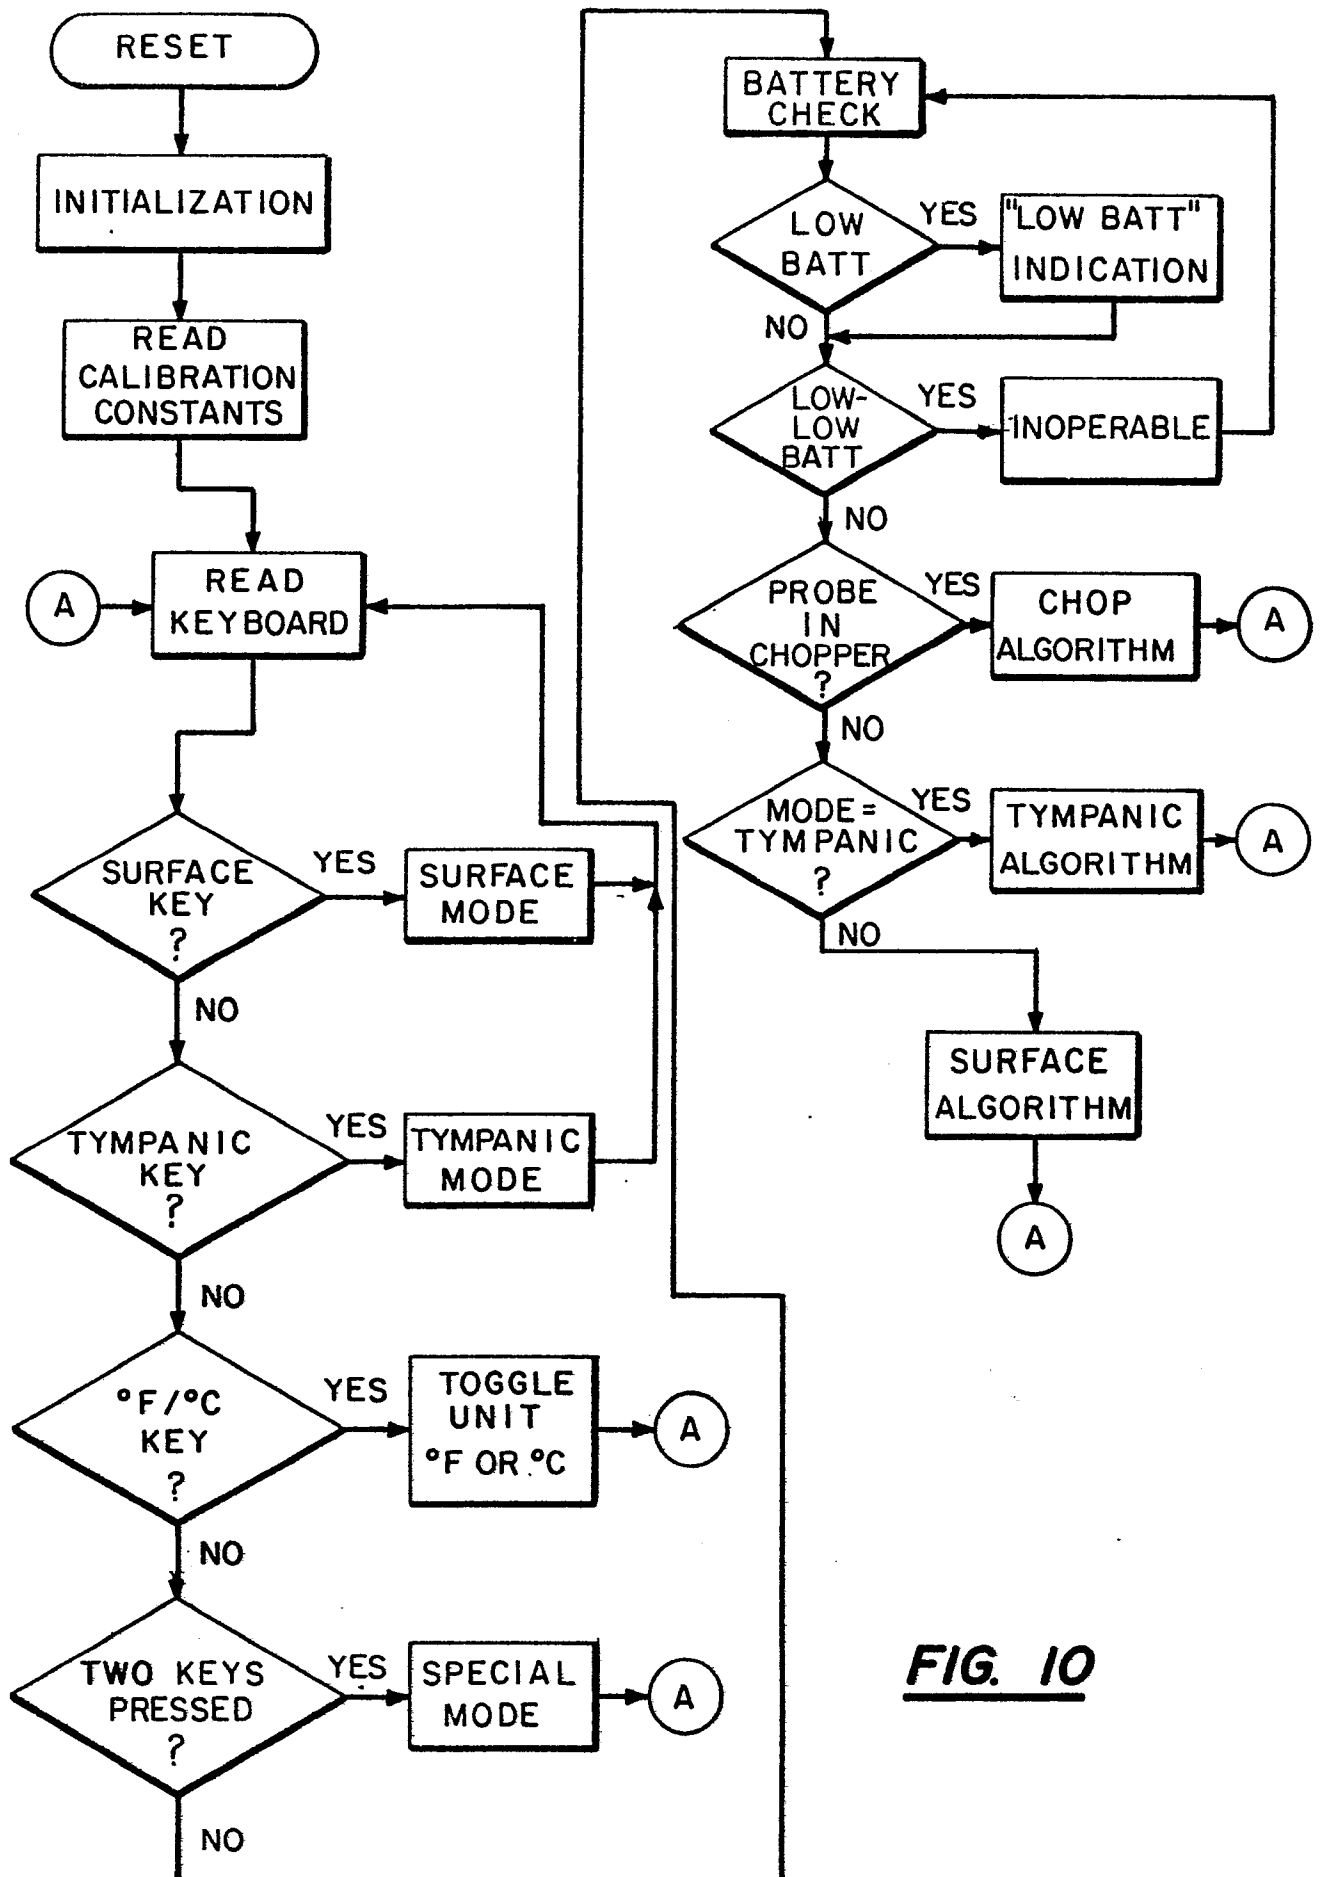 RESET
INITIALIZATION
READ
CALIBRATION
CONSTANTS
A
READ
KEYBOARD
SURFACE
KEY
?
YES
SURFACE
MODE
NO
TYMPANIC
KEY
?
YES
TYMPANIC
MODE
NO
°F/°C
KEY
?
YES
TOGGLE
UNIT
°F OR °C
A
NO
TWO KEYS
PRESSED
?
YES
SPECIAL
MODE
A
NO
BATTERY
CHECK
LOW
BATT
YES
"LOW BATT"
INDICATION
NO
LOW-
LOW
BATT
YES
INOPERABLE
NO
PROBE
IN
CHOPPER
?
YES
CHOP
ALGORITHM
A
NO
MODE=
TYMPANIC
?
YES
TYMPANIC
ALGORITHM
A
NO
SURFACE
ALGORITHM
A
FIG. 10